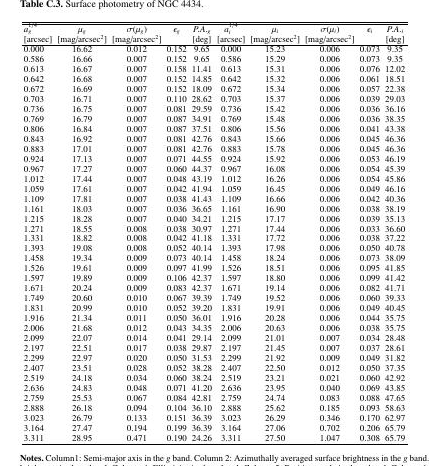 Table C.3. Surface photometry of NGC 4434.
a_g^1/4 μ_g σ(μ_g) ε_g P.A._g a_i^1/4 μ_i σ(μ_i) ε_i P.A._i
[arcsec] [mag/arcsec²] [mag/arcsec²] [deg] [arcsec] [mag/arcsec²] [mag/arcsec²] [deg]
0.000 16.62 0.012 0.152 9.65 0.000 15.23 0.006 0.073 9.35
0.586 16.66 0.007 0.152 9.65 0.586 15.29 0.006 0.073 9.35
0.613 16.67 0.007 0.158 11.41 0.613 15.31 0.006 0.076 12.02
0.642 16.68 0.007 0.152 14.85 0.642 15.32 0.006 0.061 18.51
0.672 16.69 0.007 0.152 18.09 0.672 15.34 0.006 0.057 22.38
0.703 16.71 0.007 0.110 28.62 0.703 15.37 0.006 0.039 29.03
0.736 16.75 0.007 0.081 29.59 0.736 15.42 0.006 0.036 36.16
0.769 16.79 0.007 0.087 34.91 0.769 15.48 0.006 0.036 38.35
0.806 16.84 0.007 0.087 37.51 0.806 15.56 0.006 0.041 43.38
0.843 16.92 0.007 0.081 42.76 0.843 15.66 0.006 0.045 46.36
0.883 17.01 0.007 0.081 42.76 0.883 15.78 0.006 0.045 46.36
0.924 17.13 0.007 0.071 44.55 0.924 15.92 0.006 0.053 46.19
0.967 17.27 0.007 0.060 44.37 0.967 16.08 0.006 0.054 45.39
1.012 17.44 0.007 0.048 43.19 1.012 16.26 0.006 0.054 45.86
1.059 17.61 0.007 0.042 41.94 1.059 16.45 0.006 0.049 46.16
1.109 17.81 0.007 0.038 41.43 1.109 16.66 0.006 0.042 40.36
1.161 18.03 0.007 0.036 36.65 1.161 16.90 0.006 0.038 38.19
1.215 18.28 0.007 0.040 34.21 1.215 17.17 0.006 0.039 35.13
1.271 18.55 0.008 0.038 30.97 1.271 17.44 0.006 0.033 36.60
1.331 18.82 0.008 0.042 41.18 1.331 17.72 0.006 0.038 37.22
1.393 19.08 0.008 0.052 40.14 1.393 17.98 0.006 0.050 40.78
1.458 19.34 0.009 0.073 40.14 1.458 18.24 0.006 0.073 38.09
1.526 19.61 0.009 0.097 41.99 1.526 18.51 0.006 0.095 41.85
1.597 19.89 0.009 0.106 42.37 1.597 18.80 0.006 0.099 41.42
1.671 20.24 0.009 0.083 42.37 1.671 19.14 0.006 0.082 41.71
1.749 20.60 0.010 0.067 39.39 1.749 19.52 0.006 0.060 39.33
1.831 20.99 0.010 0.052 39.20 1.831 19.91 0.006 0.049 40.45
1.916 21.34 0.011 0.050 36.01 1.916 20.28 0.006 0.044 35.75
2.006 21.68 0.012 0.043 34.35 2.006 20.63 0.006 0.038 35.75
2.099 22.07 0.014 0.041 29.14 2.099 21.01 0.007 0.034 28.48
2.197 22.51 0.017 0.038 29.87 2.197 21.45 0.007 0.037 28.61
2.299 22.97 0.020 0.050 31.53 2.299 21.92 0.009 0.049 31.82
2.407 23.51 0.028 0.052 38.28 2.407 22.50 0.012 0.050 37.35
2.519 24.18 0.034 0.060 38.24 2.519 23.21 0.021 0.060 42.92
2.636 24.83 0.048 0.071 41.20 2.636 23.95 0.040 0.069 43.85
2.759 25.53 0.067 0.084 42.81 2.759 24.74 0.083 0.088 47.65
2.888 26.18 0.094 0.104 36.10 2.888 25.62 0.185 0.093 58.63
3.023 26.79 0.133 0.151 36.39 3.023 26.29 0.346 0.170 62.97
3.164 27.47 0.194 0.199 36.39 3.164 27.06 0.702 0.206 65.79
3.311 28.95 0.471 0.190 24.26 3.311 27.50 1.047 0.308 65.79
Notes. Column1: Semi-major axis in the g band. Column 2: Azimuthally averaged surface brightness in the g band.